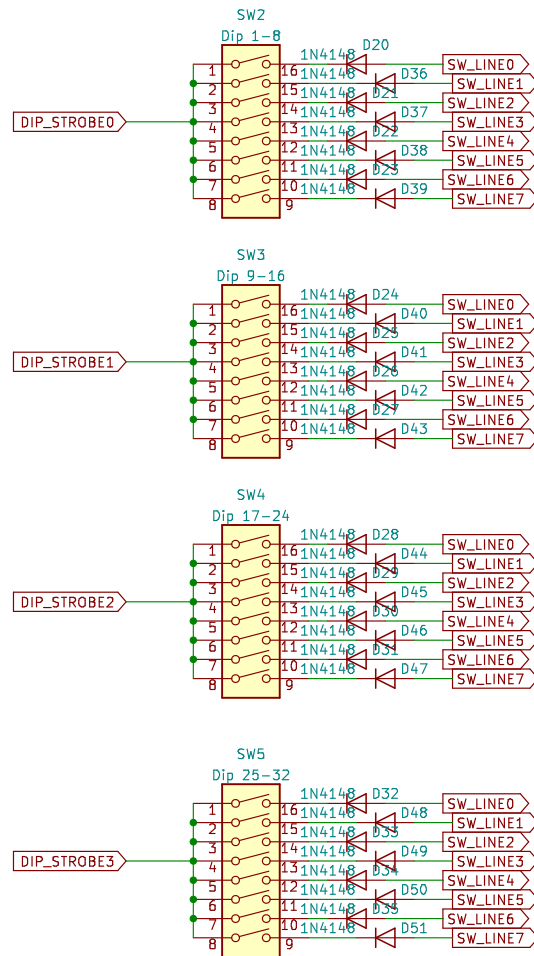 SW2
Dip 1-8
1N4148 D20 SW_LINE0
1 16 1N4148 D36 SW_LINE1
2 15 1N4148 D21 SW_LINE2
3 14 1N4148 D37 SW_LINE3
DIP_STROBE0
4 13 1N4148 D22 SW_LINE4
5 12 1N4148 D38 SW_LINE5
6 11 1N4148 D23 SW_LINE6
7 10 1N4148 D39 SW_LINE7
8 9
SW3
Dip 9-16
1N4148 D24 SW_LINE0
1 16 1N4148 D40 SW_LINE1
2 15 1N4148 D25 SW_LINE2
3 14 1N4148 D41 SW_LINE3
DIP_STROBE1
4 13 1N4148 D26 SW_LINE4
5 12 1N4148 D42 SW_LINE5
6 11 1N4148 D27 SW_LINE6
7 10 1N4148 D43 SW_LINE7
8 9
SW4
Dip 17-24
1N4148 D28 SW_LINE0
1 16 1N4148 D44 SW_LINE1
2 15 1N4148 D29 SW_LINE2
3 14 1N4148 D45 SW_LINE3
DIP_STROBE2
4 13 1N4148 D30 SW_LINE4
5 12 1N4148 D46 SW_LINE5
6 11 1N4148 D31 SW_LINE6
7 10 1N4148 D47 SW_LINE7
8 9
SW5
Dip 25-32
1N4148 D32 SW_LINE0
1 16 1N4148 D48 SW_LINE1
2 15 1N4148 D33 SW_LINE2
3 14 1N4148 D49 SW_LINE3
DIP_STROBE3
4 13 1N4148 D34 SW_LINE4
5 12 1N4148 D50 SW_LINE5
6 11 1N4148 D35 SW_LINE6
7 10 1N4148 D51 SW_LINE7
8 9